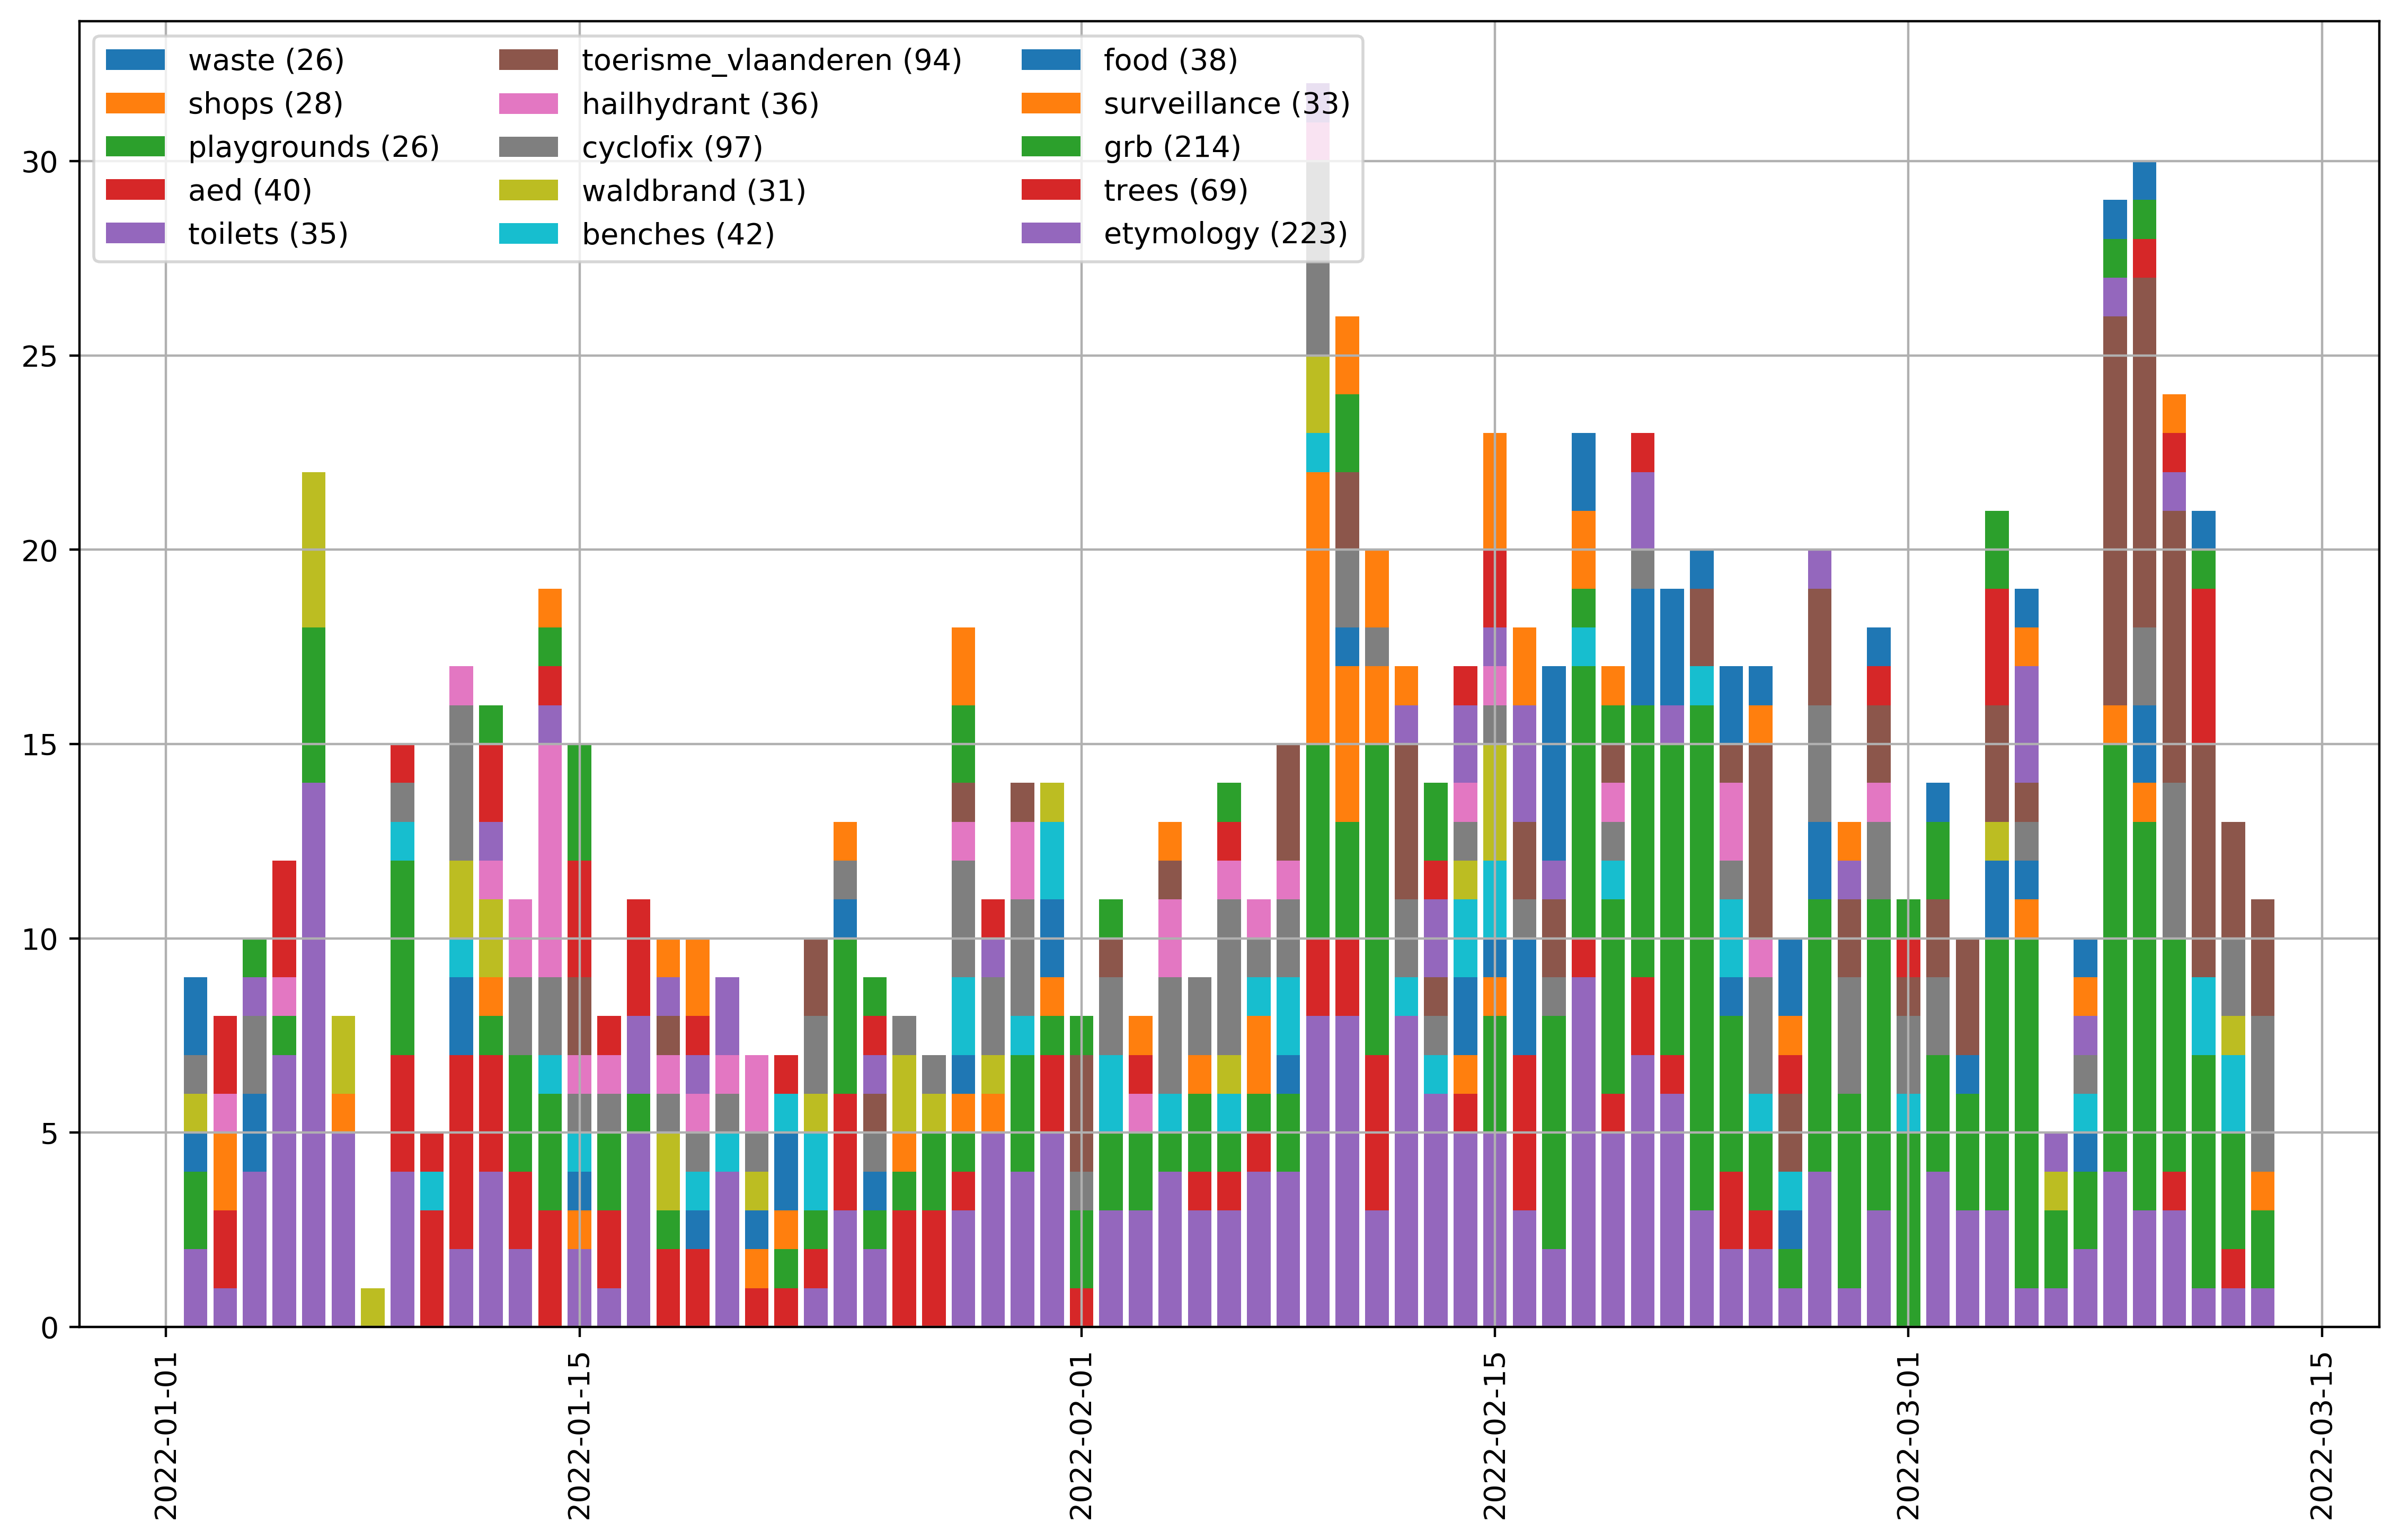 waste (26)
shops (28)
playgrounds (26)
aed (40)
toilets (35)
toerisme_vlaanderen (94)
hailhydrant (36)
cyclofix (97)
waldbrand (31)
benches (42)
food (38)
surveillance (33)
grb (214)
trees (69)
etymology (223)
30
25
20
15
10
5
0
2022-01-01
2022-01-15
2022-02-01
2022-02-15
2022-03-01
2022-03-15